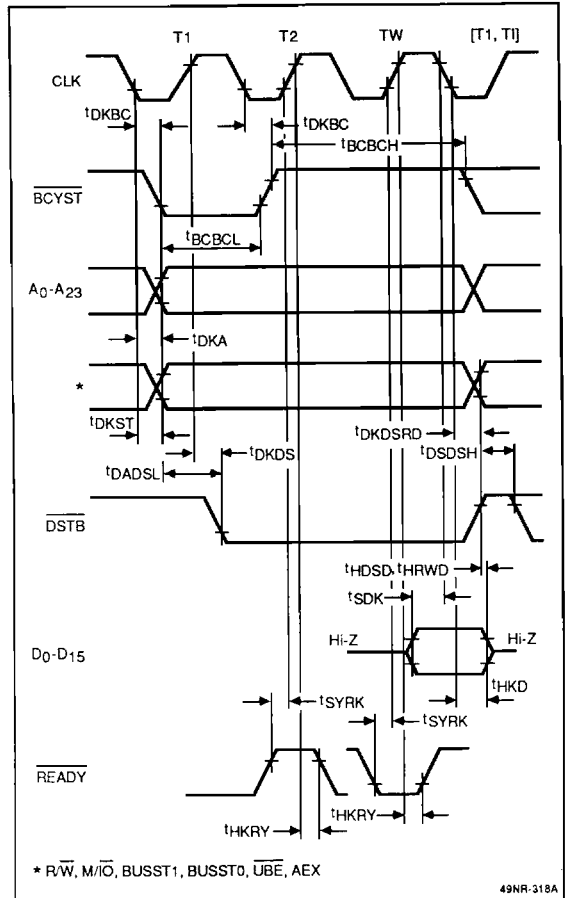 T1 T2 TW [T1, TI]
CLK
tDKBC
tDKBC
tBCBCH
BCYST
tBCBCL
A0-A23
tDKA
*
tDKST
tDKDSRD
tDKDS
tDSDSH
tDADSL
DSTB
tHDSD, tHRWD
tSDK
Hi-Z Hi-Z
D0-D15
tHKD
tSYRK
tSYRK
READY
tHKRY
tHKRY
* R/W, M/IO, BUSST1, BUSST0, UBE, AEX
49NR-318A